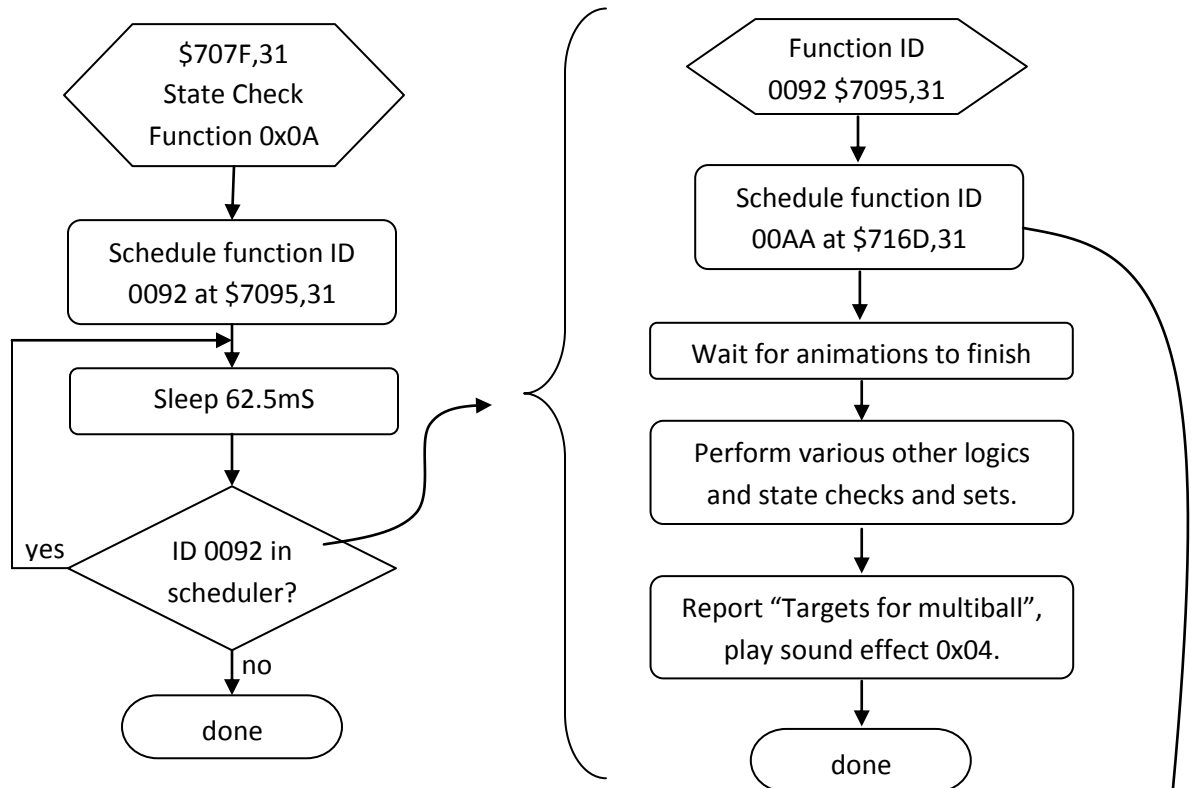 $707F,31
State Check
Function 0x0A
Schedule function ID
0092 at $7095,31
Sleep 62.5mS
ID 0092 in
scheduler?
yes
no
done
Function ID
0092 $7095,31
Schedule function ID
00AA at $716D,31
Wait for animations to finish
Perform various other logics
and state checks and sets.
Report “Targets for multiball”,
play sound effect 0x04.
done